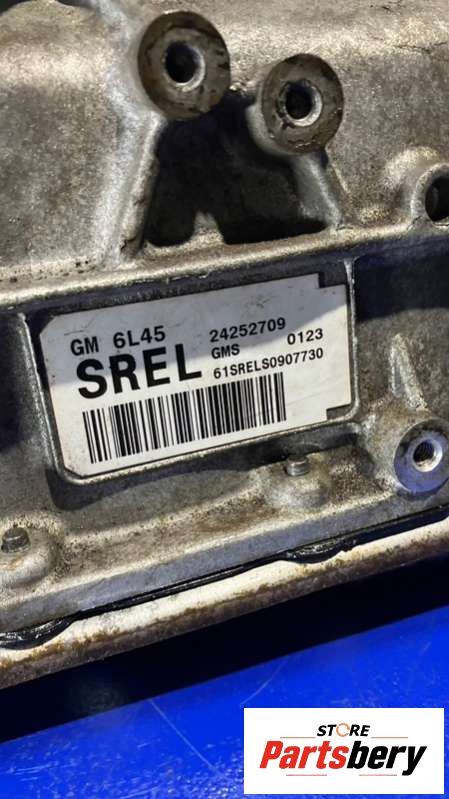 GM 6L45 24252709
SREL GMS 0123
61SRELS0907730
STORE
Partsbery